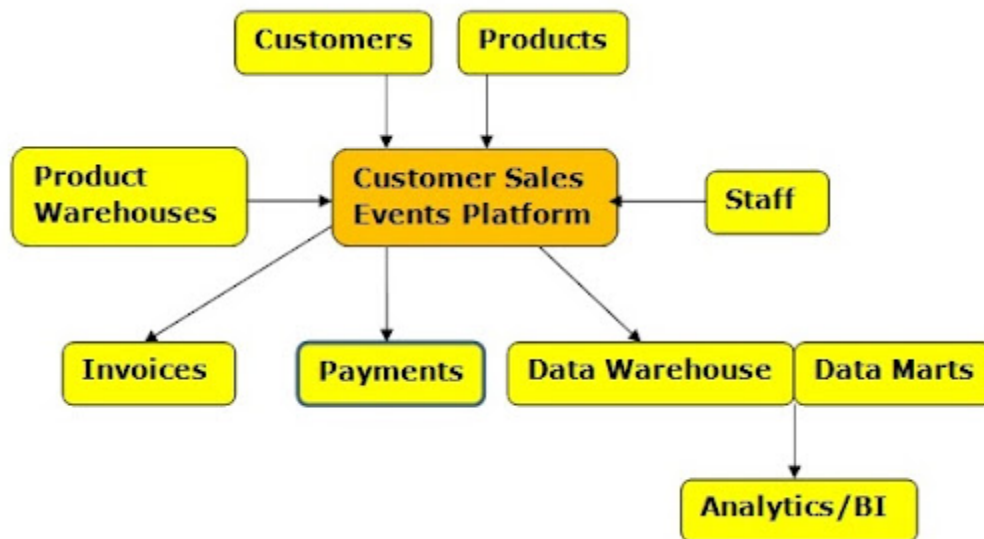 Customers
Products
Product
Warehouses
Customer Sales
Events Platform
Staff
Invoices
Payments
Data Warehouse
Data Marts
Analytics/BI